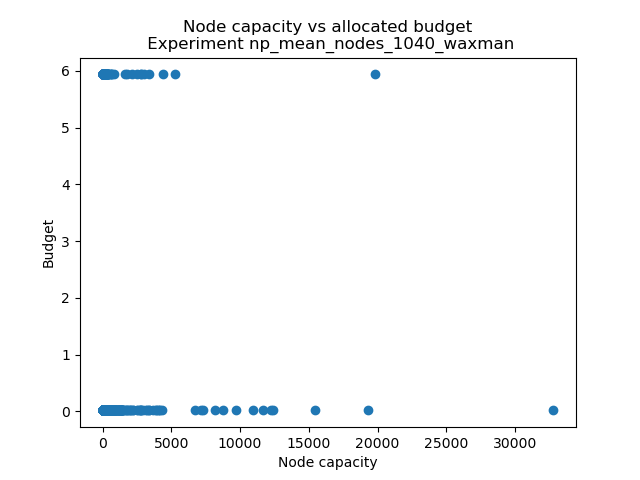 Node capacity vs allocated budget
Experiment np_mean_nodes_1040_waxman
6
5
4
3
2
1
0
Budget
0 5000 10000 15000 20000 25000 30000
Node capacity